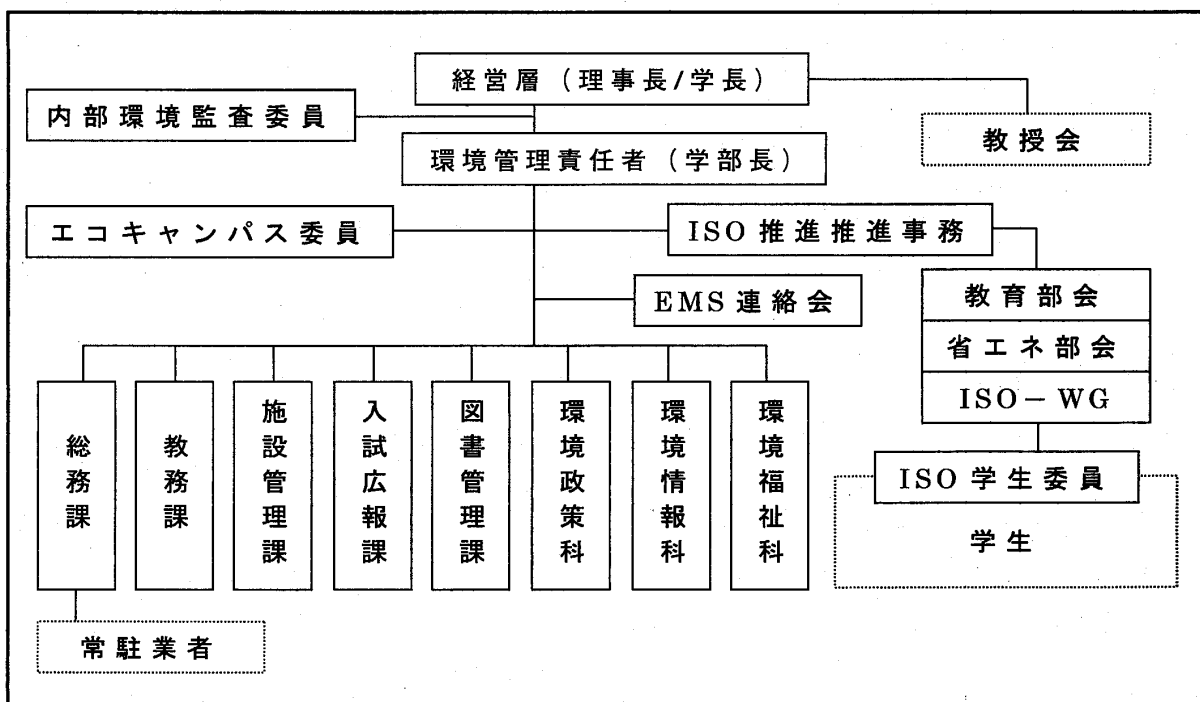 経営層（理事長/学長）
内部環境監査委員
教授会
環境管理責任者（学部長）
エコキャンパス委員
ISO推進推進事務
EMS連絡会
教育部会
省エネ部会
ISO－WG
総務課
教務課
施設管理課
入試広報課
図書管理課
環境政策科
環境情報科
環境福祉科
ISO学生委員
学生
常駐業者